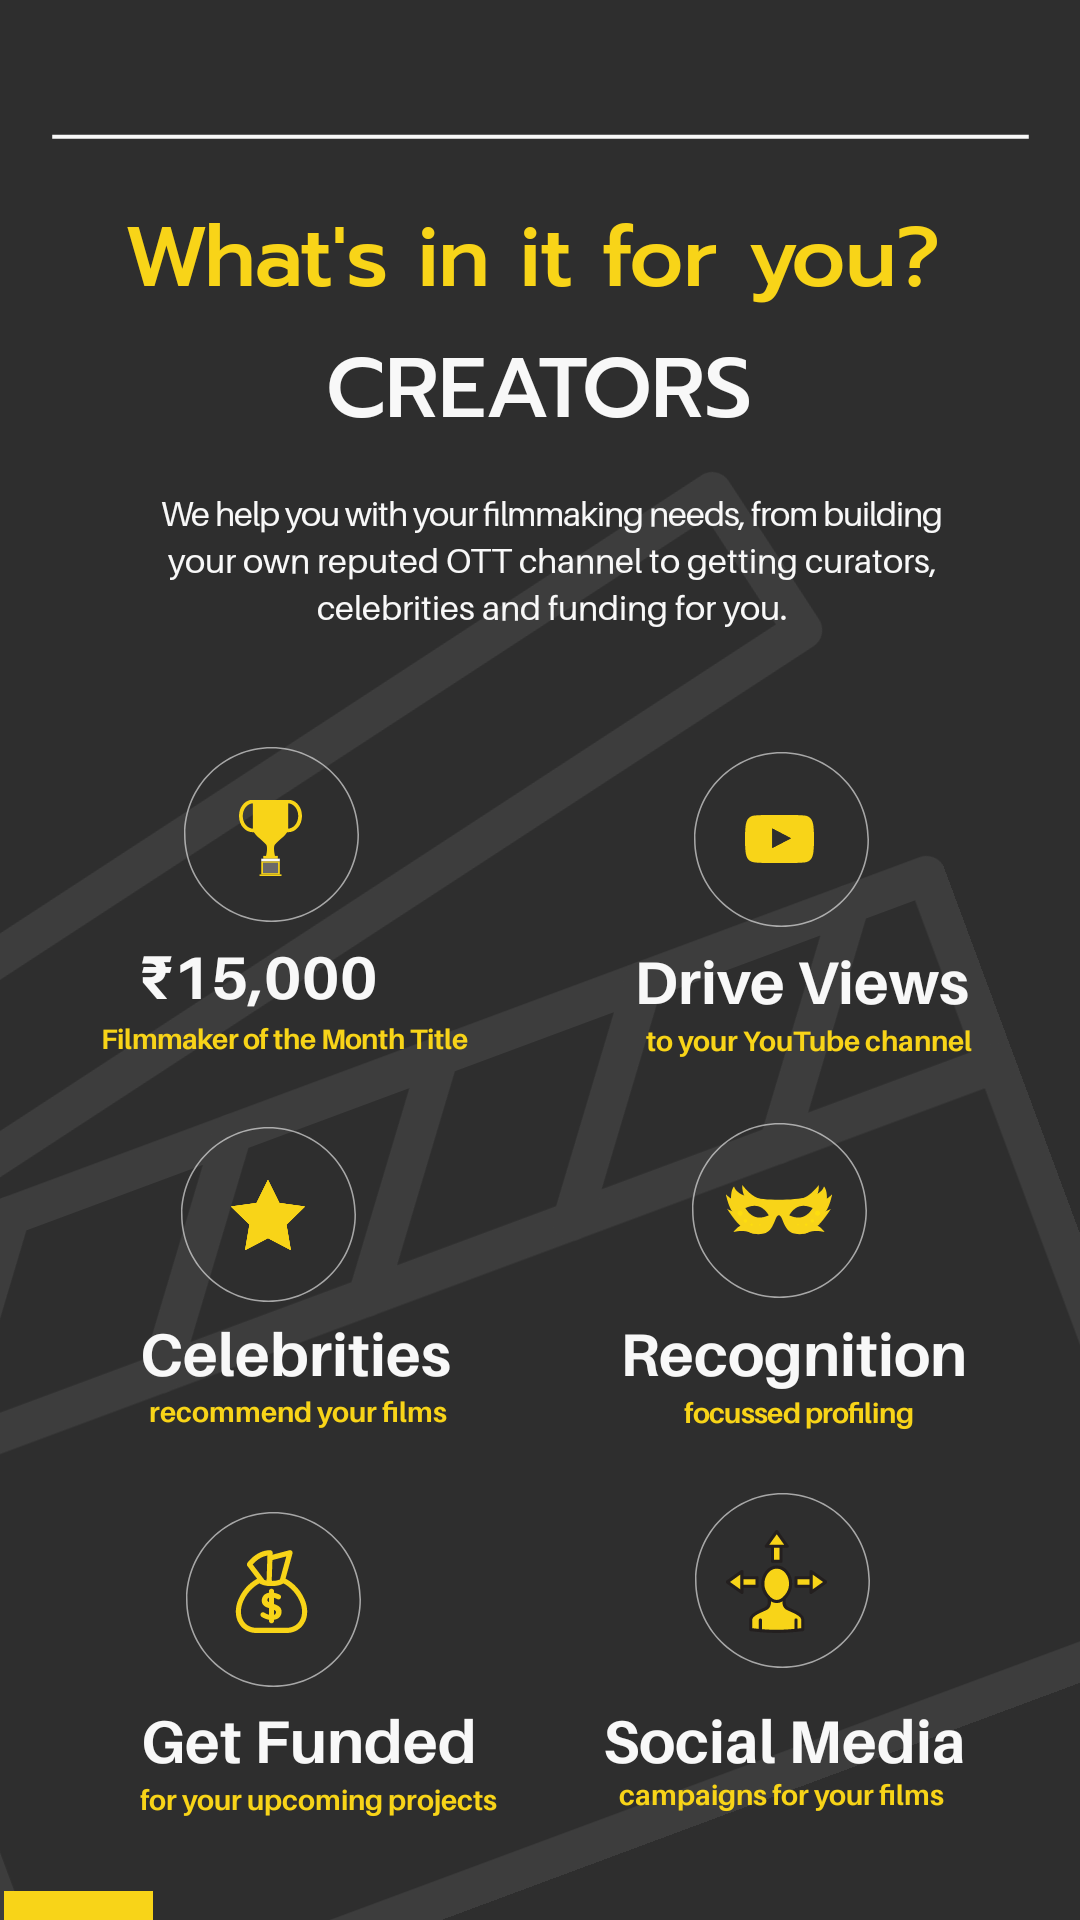 What's in it for you?
CREATORS
We help you with your filmmaking needs, from building
your own reputed OTT channel to getting curators,
celebrities and funding for you.
₹15,000
Filmmaker of the Month Title
Drive Views
to your YouTube channel
Celebrities
recommend your films
Recognition
focussed profiling
$
Get Funded
for your upcoming projects
Social Media
campaigns for your films